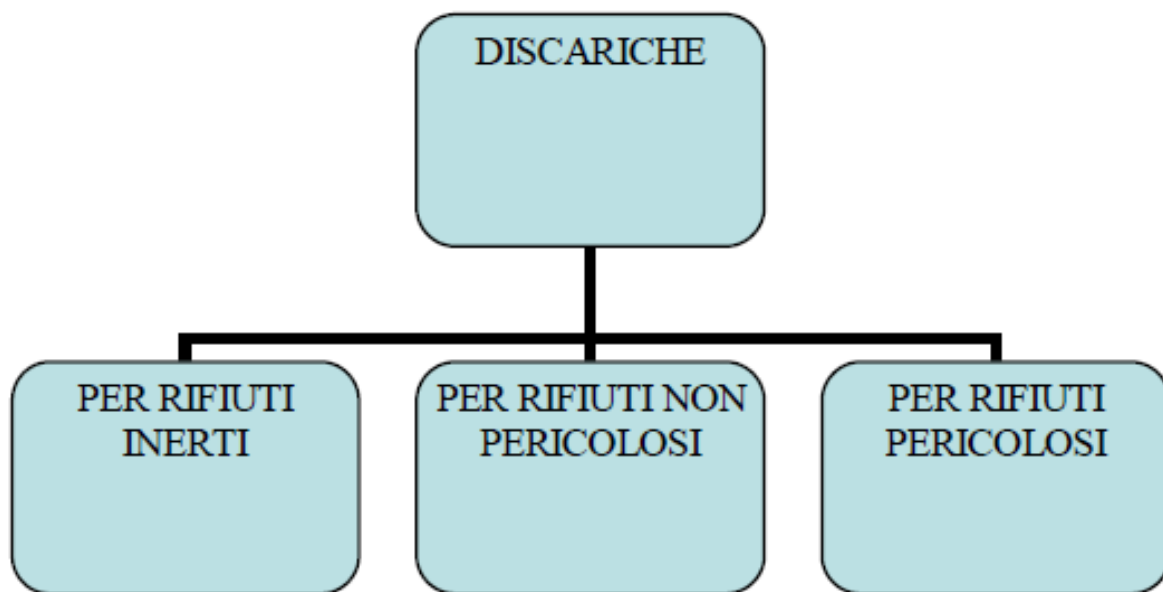 DISCARICHE
PER RIFIUTI
INERTI
PER RIFIUTI NON
PERICOLOSI
PER RIFIUTI
PERICOLOSI